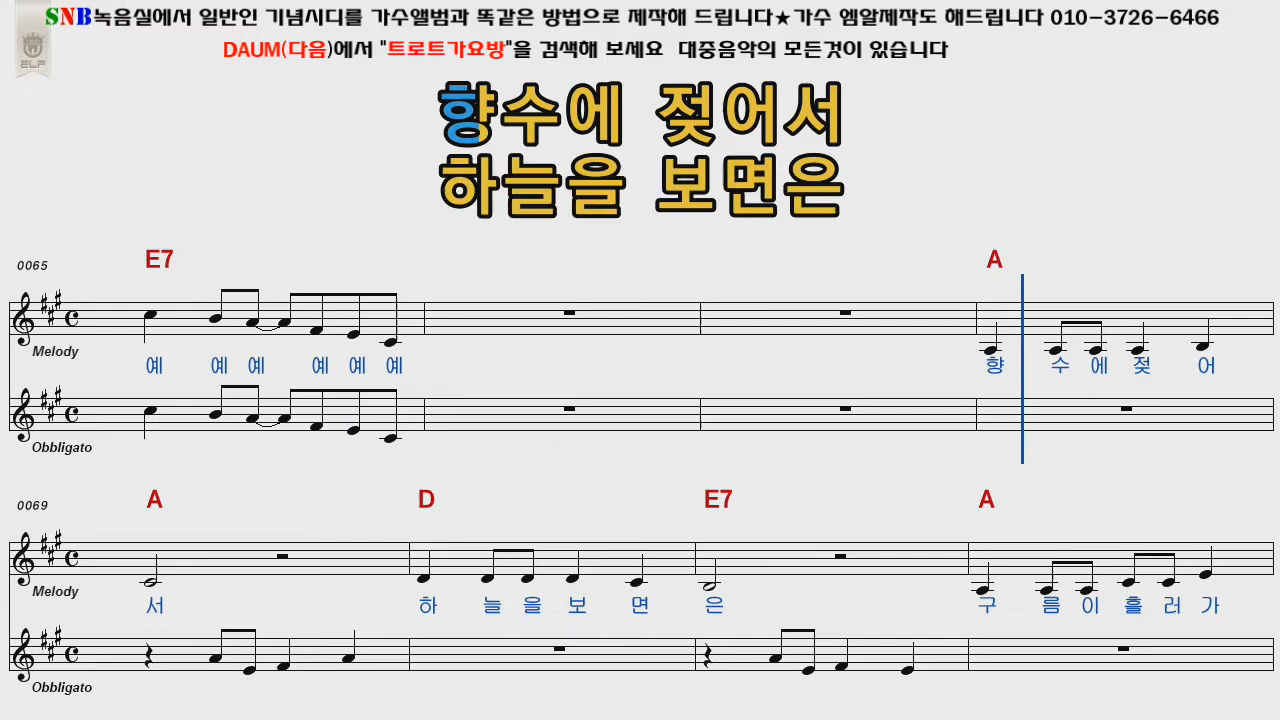 SNB녹음실에서 일반인 기념시디를 가수앨범과 똑같은 방법으로 제작해 드립니다★가수 엠알제작도 해드립니다 010-3726-6466
DAUM(다음)에서 "트로트가요방"을 검색해 보세요 대중음악의 모든것이 있습니다
ELF
향수에 젖어서
하늘을 보면은
0065 E7 A
Melody
예 예 예 예 예 예 향 수 에 젖 어
Obbligato
0069 A D E7 A
Melody
서 하 늘 을 보 면 은 구 름 이 흘 러 가
Obbligato